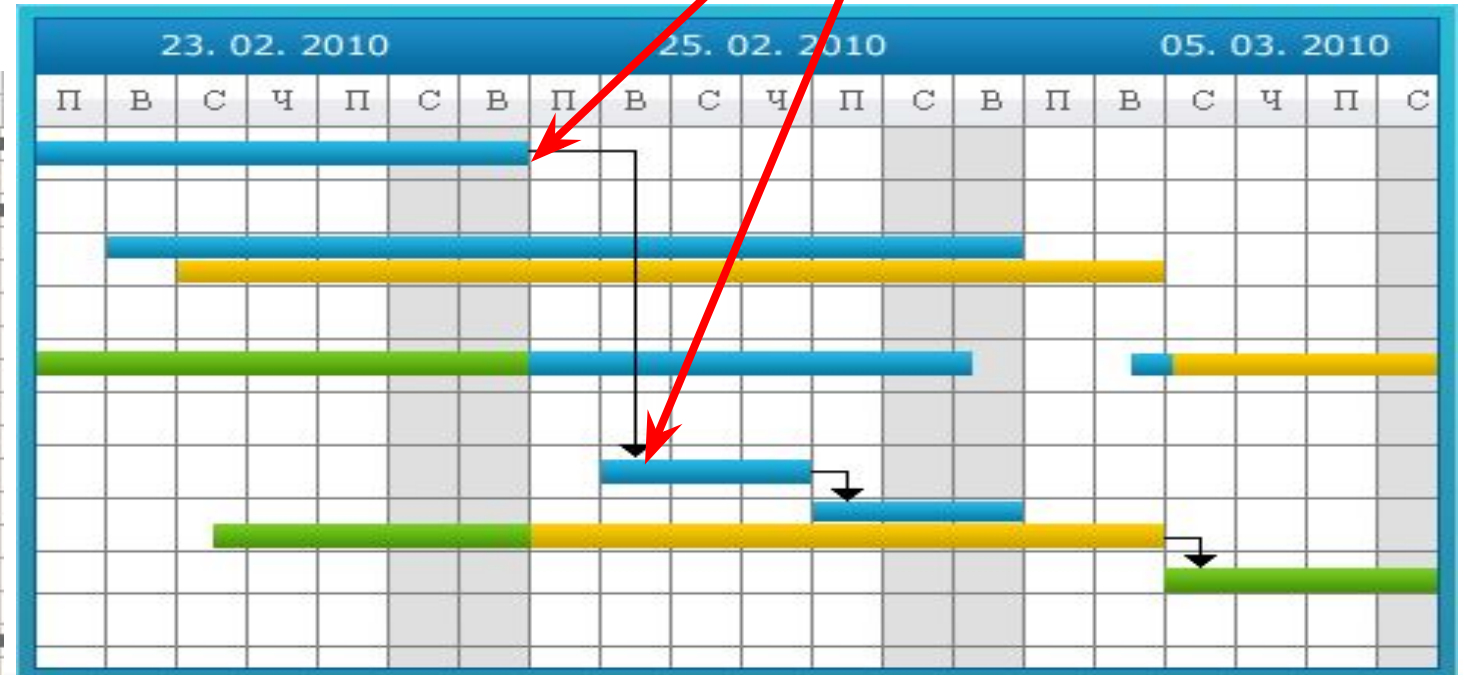 23. 02. 2010 25. 02. 2010 05. 03. 2010
П В С Ч П С В П В С Ч П С В П В С Ч П С